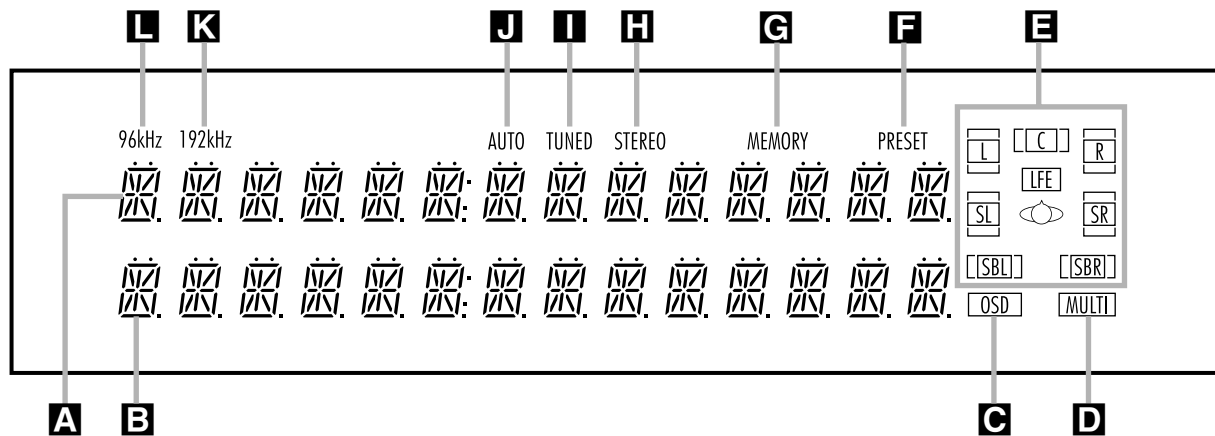 L K J I H G F E
96kHz 192kHz AUTO TUNED STEREO MEMORY PRESET
L C R
LFE
SL SR
SBL SBR
OSD MULTI
A B C D